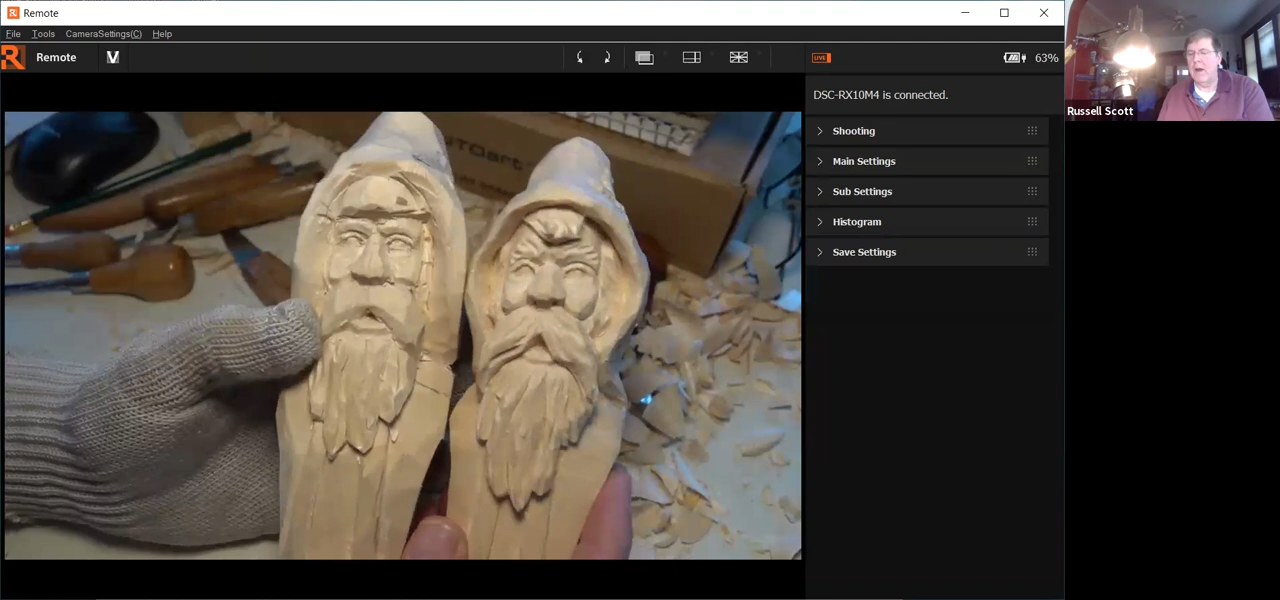 Remote
File Tools CameraSettings(C) Help
R Remote V
LIVE 63%
DSC-RX10M4 is connected.
Shooting
Main Settings
Sub Settings
Histogram
Save Settings
Russell Scott